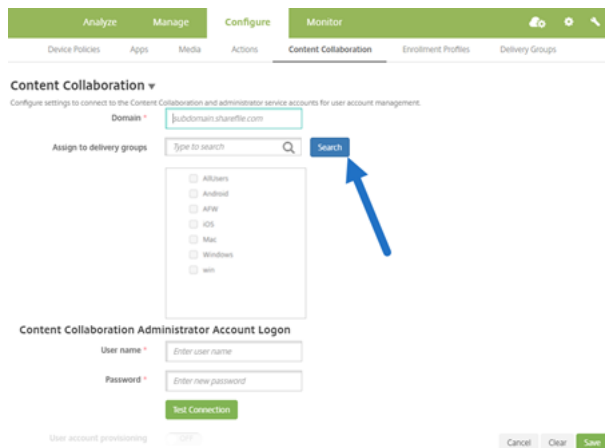 Analyze Manage Configure Monitor
Device Policies Apps Media Actions Content Collaboration Enrollment Profiles Delivery Groups
Content Collaboration
Configure settings to connect to the Content Collaboration and administrator service accounts for user account management.
Domain * subdomain.sharefile.com
Assign to delivery groups Type to search Search
AllUsers
Android
AFW
iOS
Mac
Windows
win
Content Collaboration Administrator Account Logon
User name * Enter user name
Password * Enter new password
Test Connection
User account provisioning OFF
Cancel Clear Save